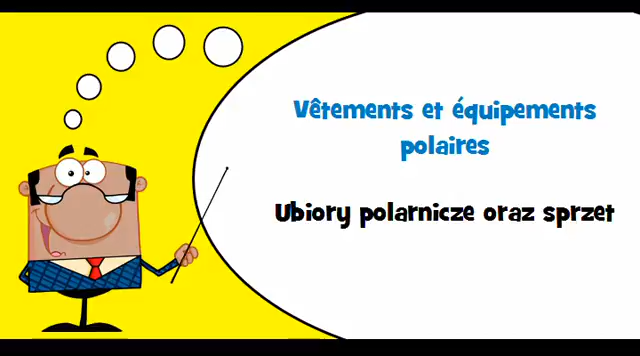 Vêtements et équipements
polaires
Ubiory polarnicze oraz sprzet